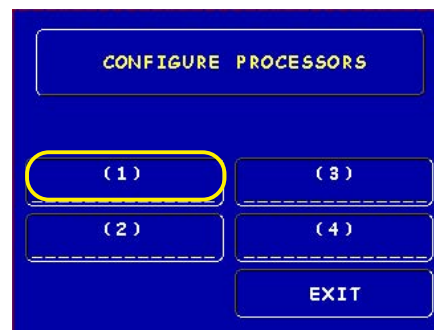 CONFIGURE PROCESSORS
(1) (3)
(2) (4)
EXIT